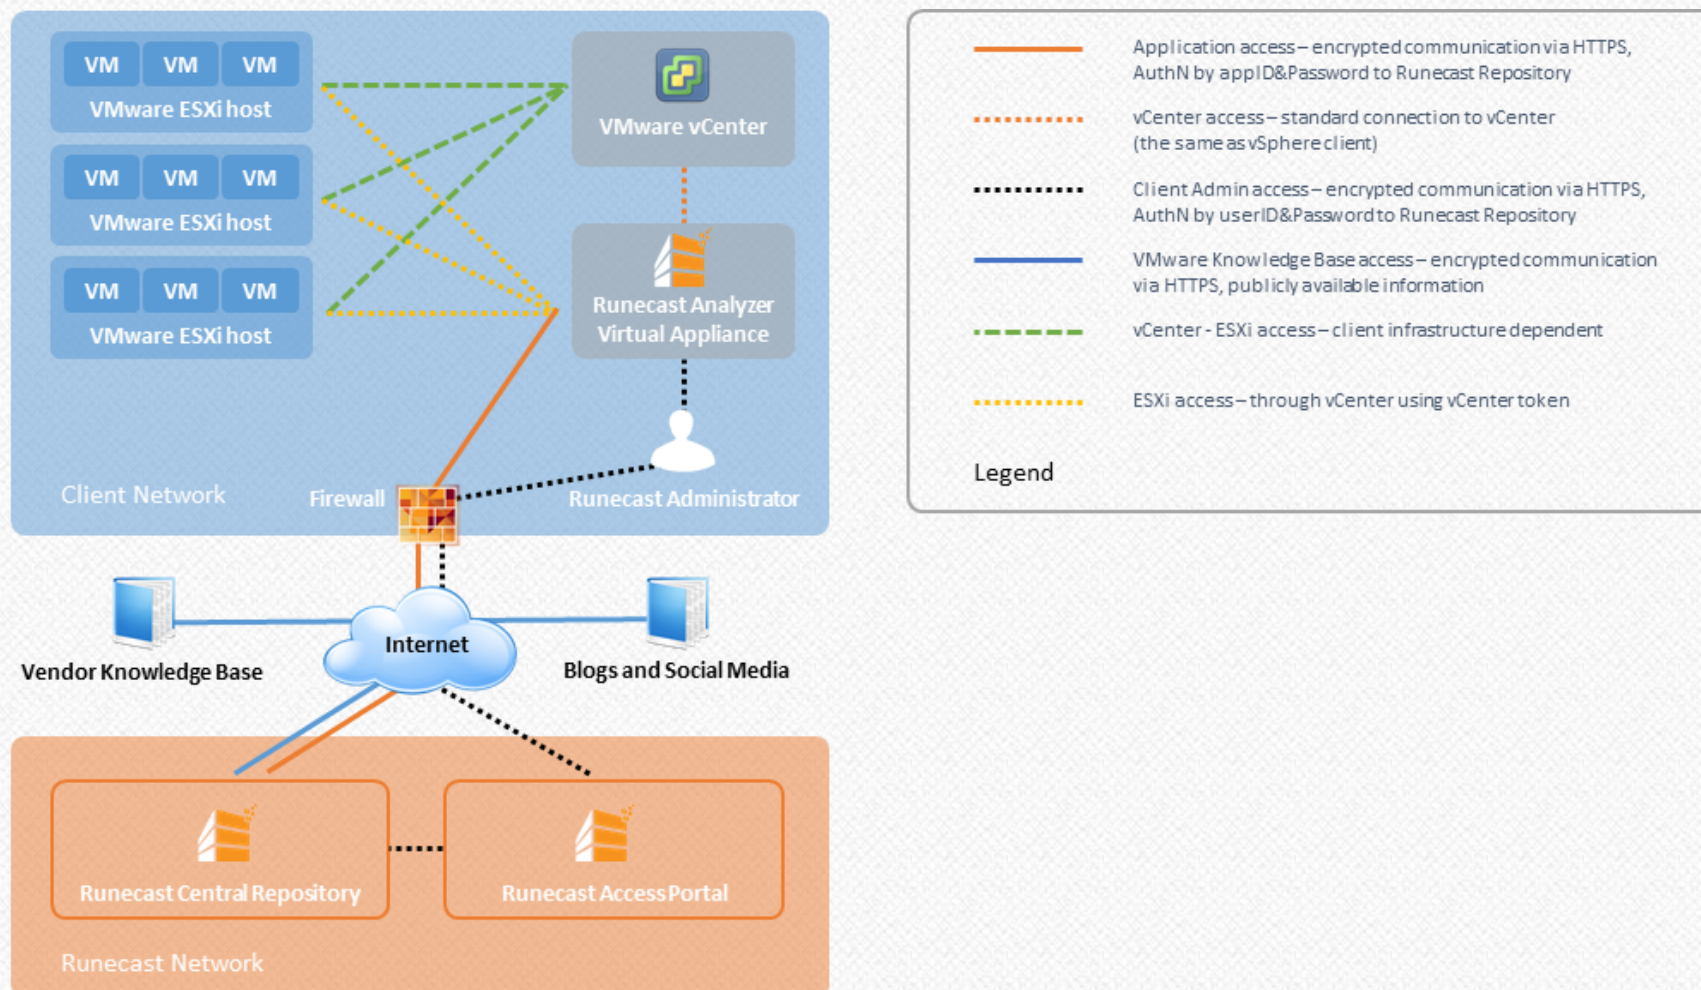 VM VM VM
VMware ESXi host
VM VM VM
VMware ESXi host
VM VM VM
VMware ESXi host
VMware vCenter
Runecast Analyzer
Virtual Appliance
Client Network
Firewall
Runecast Administrator
Internet
Vendor Knowledge Base
Blogs and Social Media
Runecast Central Repository
Runecast Access Portal
Runecast Network
Application access – encrypted communication via HTTPS,
AuthN by appID&Password to Runecast Repository
vCenter access – standard connection to vCenter
(the same as vSphere client)
Client Admin access – encrypted communication via HTTPS,
AuthN by userID&Password to Runecast Repository
VMware Knowledge Base access – encrypted communication
via HTTPS, publicly available information
vCenter - ESXi access – client infrastructure dependent
ESXi access – through vCenter using vCenter token
Legend